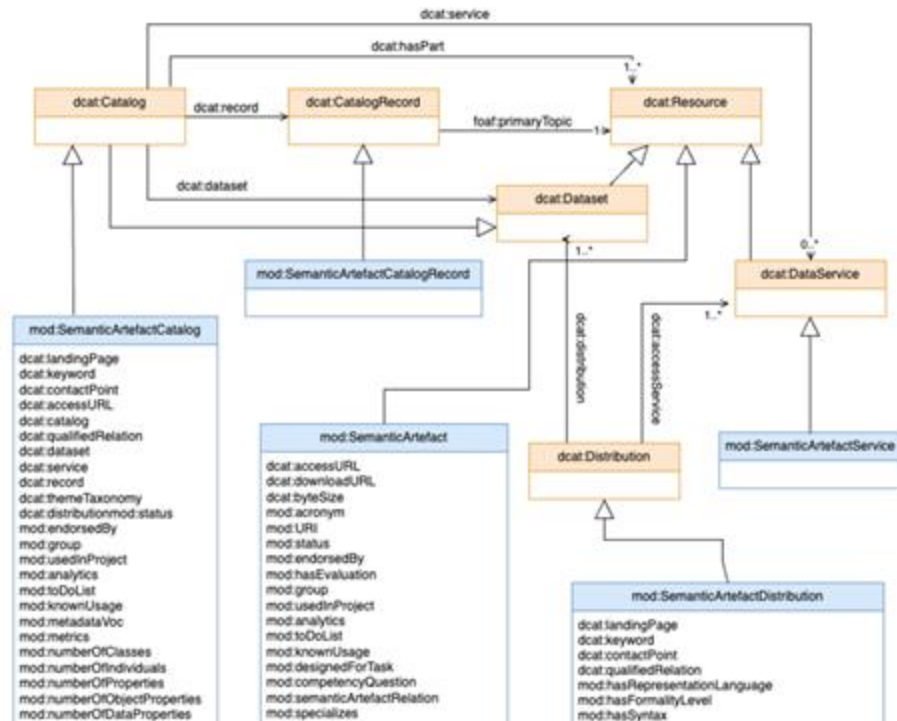 dcat:service
dcat:hasPart
1..*
dcat:Catalog
dcat:record
dcat:CatalogRecord
foaf:primaryTopic
1
dcat:Resource
dcat:dataset
dcat:Dataset
1..*
0..*
mod:SemanticArtefactCatalogRecord
dcat:DataService
1..*
dcat:distribution
dcat:accessService
mod:SemanticArtefactCatalog
dcat:landingPage
dcat:keyword
dcat:contactPoint
dcat:accessURL
dcat:catalog
dcat:qualifiedRelation
dcat:dataset
dcat:service
dcat:record
dcat:themeTaxonomy
dcat:distributionmod:status
mod:endorsedBy
mod:group
mod:usedInProject
mod:analytics
mod:toDoList
mod:knownUsage
mod:metadataVoc
mod:metrics
mod:numberOfClasses
mod:numberOfIndividuals
mod:numberOfProperties
mod:numberOfObjectProperties
mod:numberOfDataProperties
mod:SemanticArtefact
dcat:accessURL
dcat:downloadURL
dcat:byteSize
mod:acronym
mod:URI
mod:status
mod:endorsedBy
mod:hasEvaluation
mod:group
mod:usedInProject
mod:analytics
mod:toDoList
mod:knownUsage
mod:designedForTask
mod:competencyQuestion
mod:semanticArtefactRelation
mod:specializes
dcat:Distribution
mod:SemanticArtefactService
mod:SemanticArtefactDistribution
dcat:landingPage
dcat:keyword
dcat:contactPoint
dcat:qualifiedRelation
mod:hasRepresentationLanguage
mod:hasFormalityLevel
mod:hasSyntax